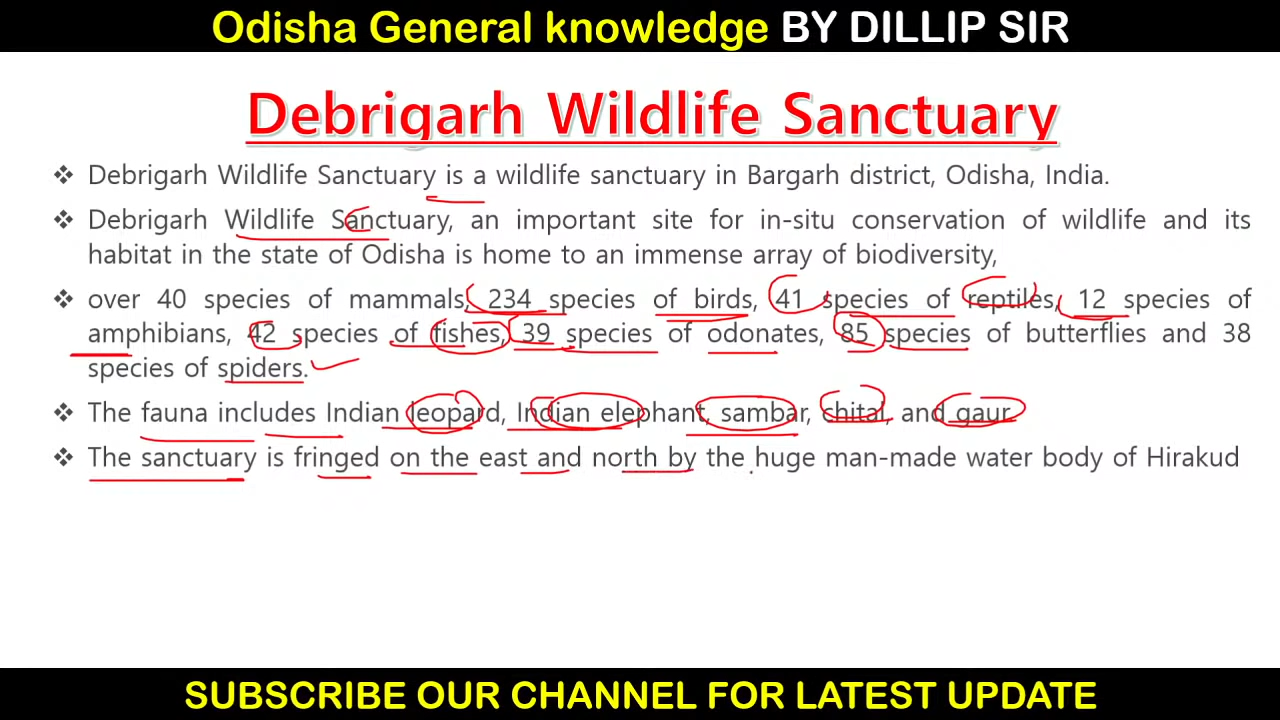 Odisha General knowledge BY DILLIP SIR
Debrigarh Wildlife Sanctuary
❖ Debrigarh Wildlife Sanctuary is a wildlife sanctuary in Bargarh district, Odisha, India.
❖ Debrigarh Wildlife Sanctuary, an important site for in-situ conservation of wildlife and its
habitat in the state of Odisha is home to an immense array of biodiversity,
❖ over 40 species of mammals, 234 species of birds, 41 species of reptiles, 12 species of
amphibians, 42 species of fishes, 39 species of odonates, 85 species of butterflies and 38
species of spiders.
❖ The fauna includes Indian leopard, Indian elephant, sambar, chital, and gaur.
❖ The sanctuary is fringed on the east and north by the huge man-made water body of Hirakud
SUBSCRIBE OUR CHANNEL FOR LATEST UPDATE